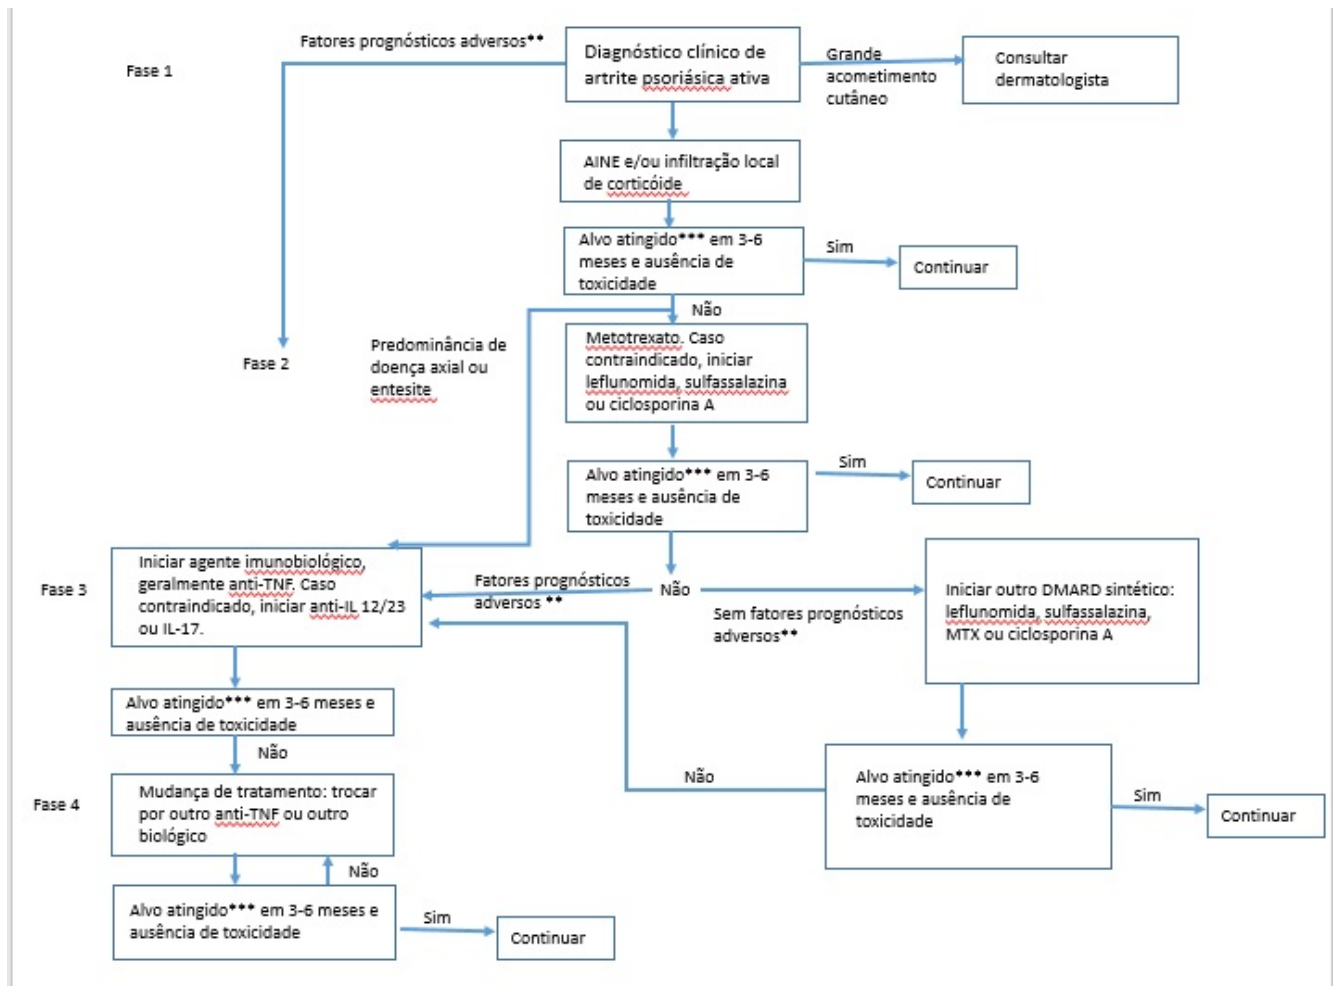 Fatores prognósticos adversos**
Fase 1
Diagnóstico clínico de
artrite psoriásica ativa
Grande
acometimento
cutâneo
Consultar
dermatologista
AINE e/ou infiltração local
de corticóide
Alvo atingido*** em 3-6
meses e ausência de
toxicidade
Sim
Continuar
Não
Fase 2
Predominância de
doença axial ou
entesite
Metotrexato. Caso
contraindicado, iniciar
leflunomida, sulfassalazina
ou ciclosporina A
Alvo atingido*** em 3-6
meses e ausência de
toxicidade
Sim
Continuar
Fase 3
Iniciar agente imunobiológico,
geralmente anti-TNF. Caso
contraindicado, iniciar anti-IL 12/23
ou IL-17.
Fatores prognósticos
adversos **
Não
Sem fatores prognósticos
adversos**
Iniciar outro DMARD sintético:
leflunomida, sulfassalazina,
MTX ou ciclosporina A
Alvo atingido*** em 3-6 meses e
ausência de toxicidade
Não
Não
Alvo atingido*** em 3-6
meses e ausência de
toxicidade
Sim
Continuar
Fase 4
Mudança de tratamento: trocar
por outro anti-TNF ou outro
biológico
Não
Alvo atingido*** em 3-6 meses e
ausência de toxicidade
Sim
Continuar